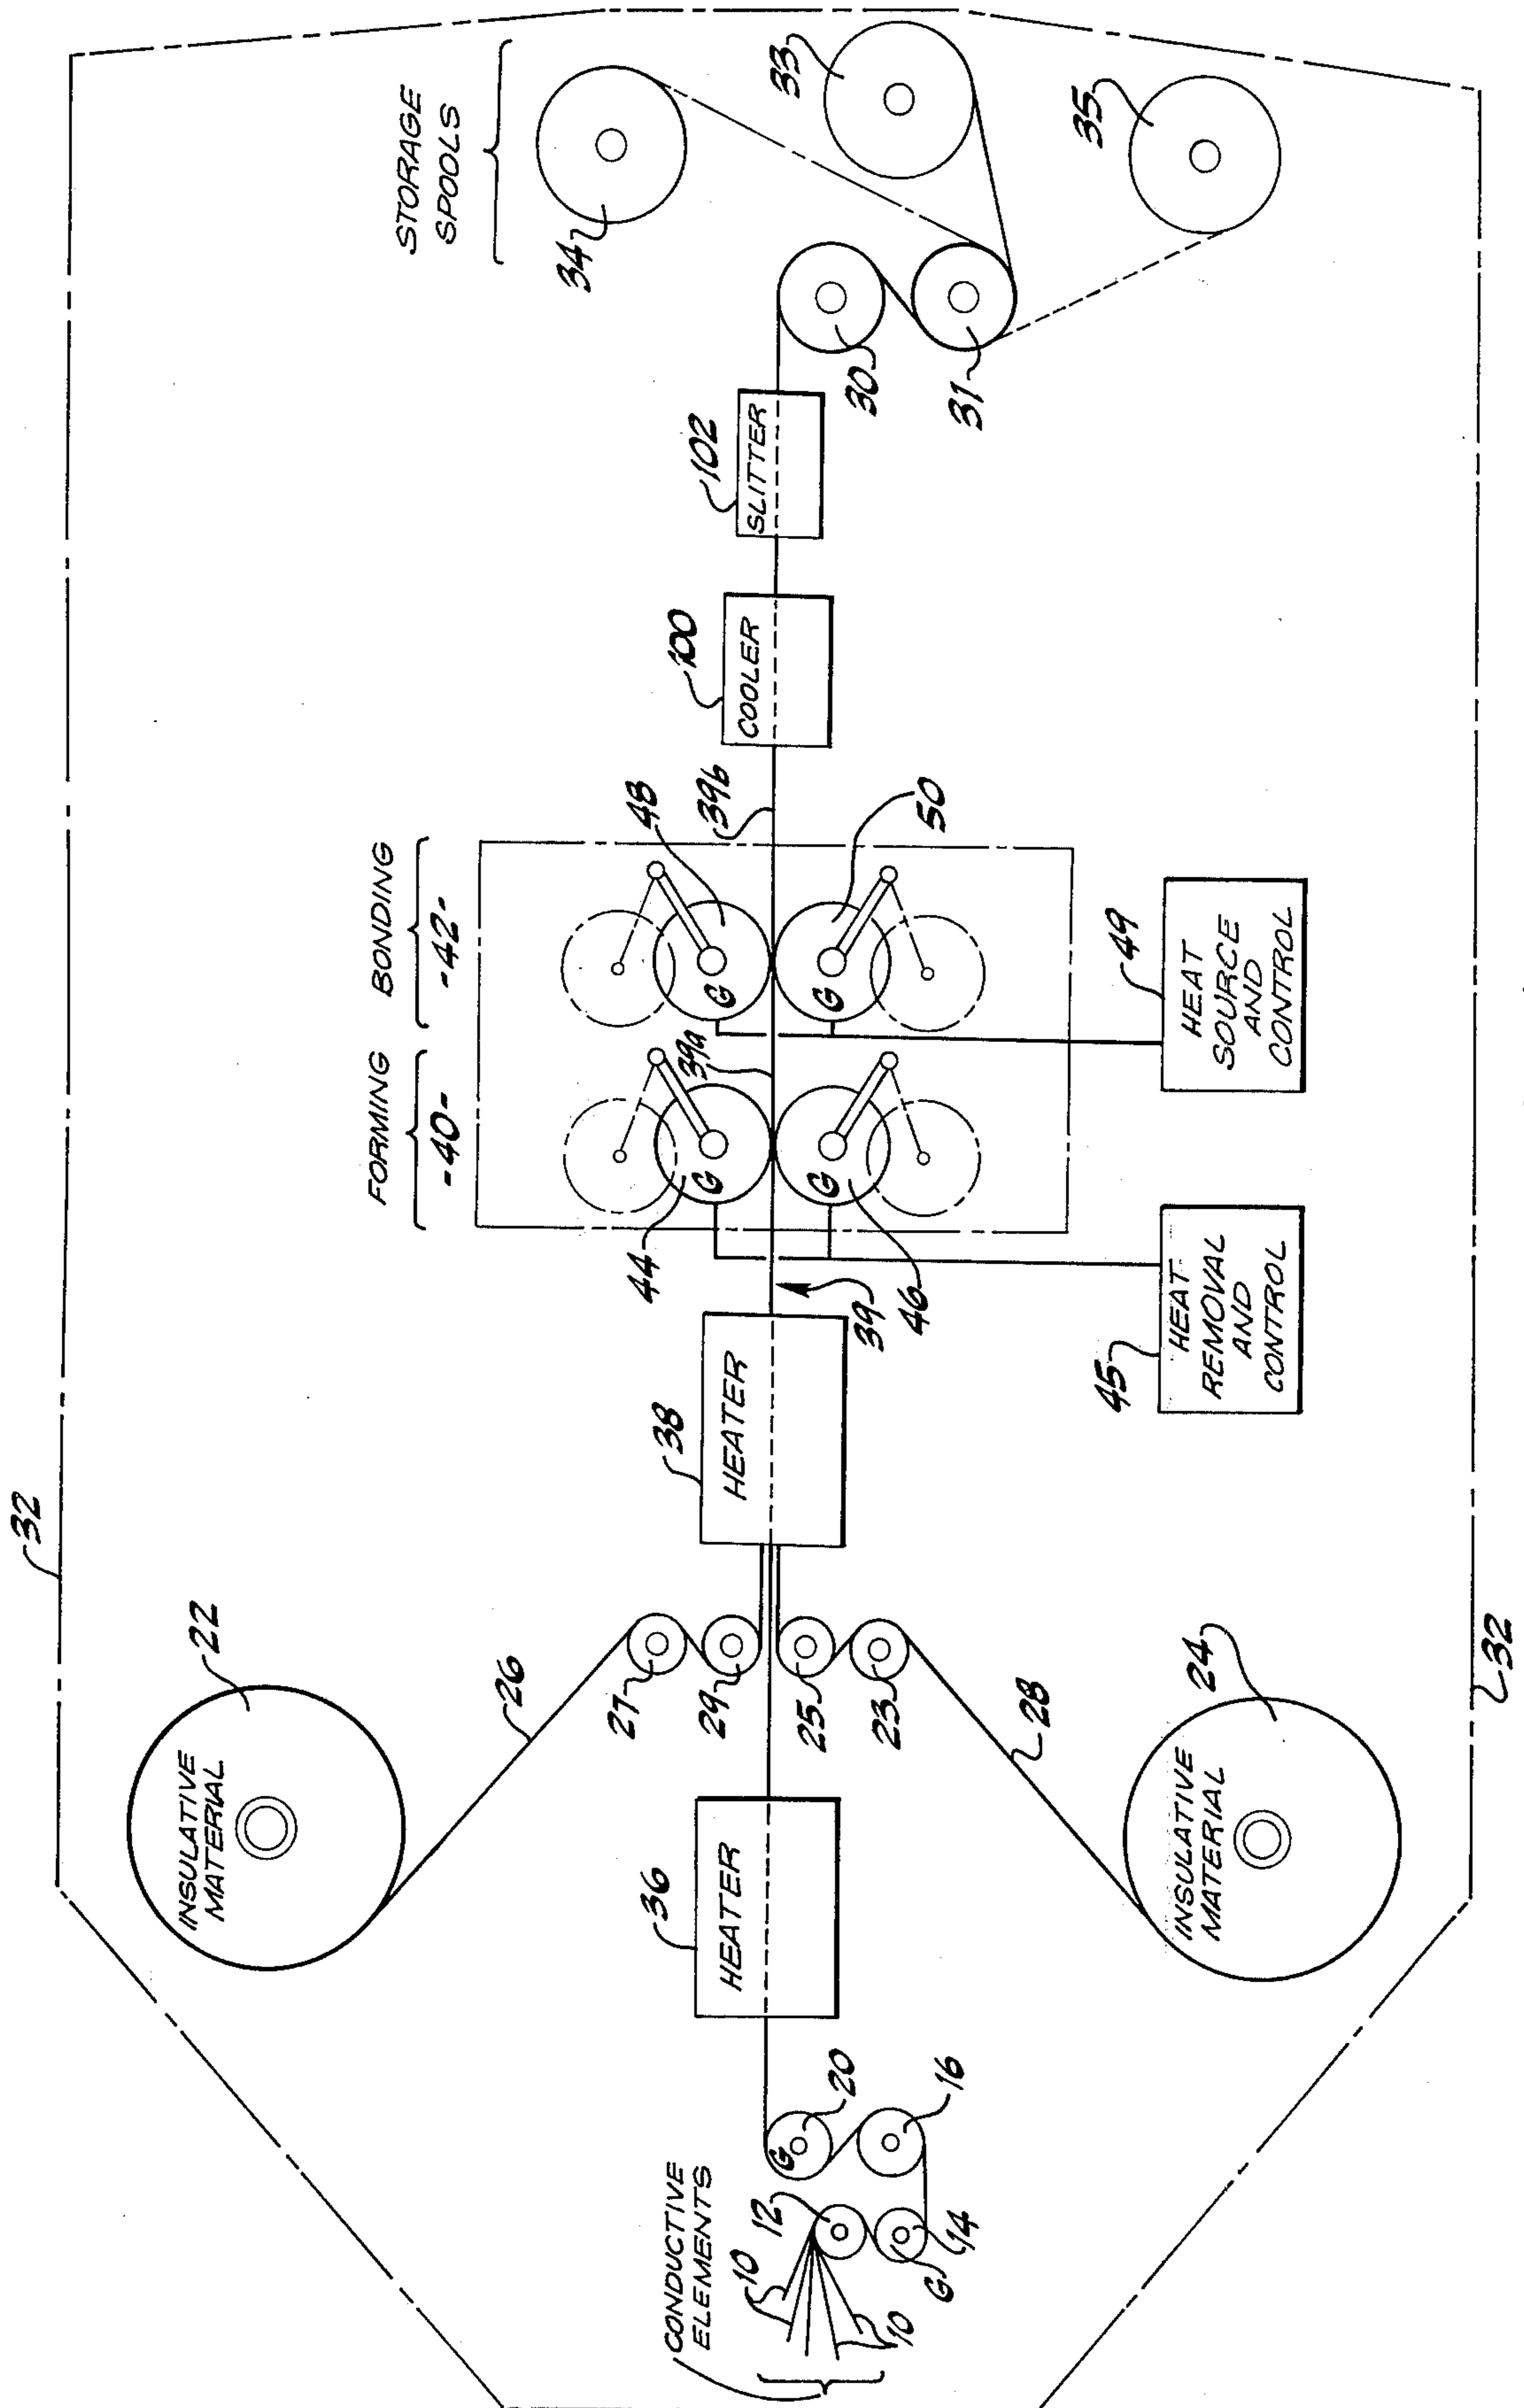 32
INSULATIVE
MATERIAL
22
26
27
29
25
23
28
INSULATIVE
MATERIAL
24
32
CONDUCTIVE
ELEMENTS
10
10
12
14
G
16
20
G
36
HEATER
38
HEATER
39
FORMING
-40-
BONDING
-42-
44
G
46
G
39a
48
G
50
G
39b
45
HEAT
REMOVAL
AND
CONTROL
49
HEAT
SOURCE
AND
CONTROL
100
COOLER
102
SLITTER
30
31
STORAGE
SPOOLS
34
33
35